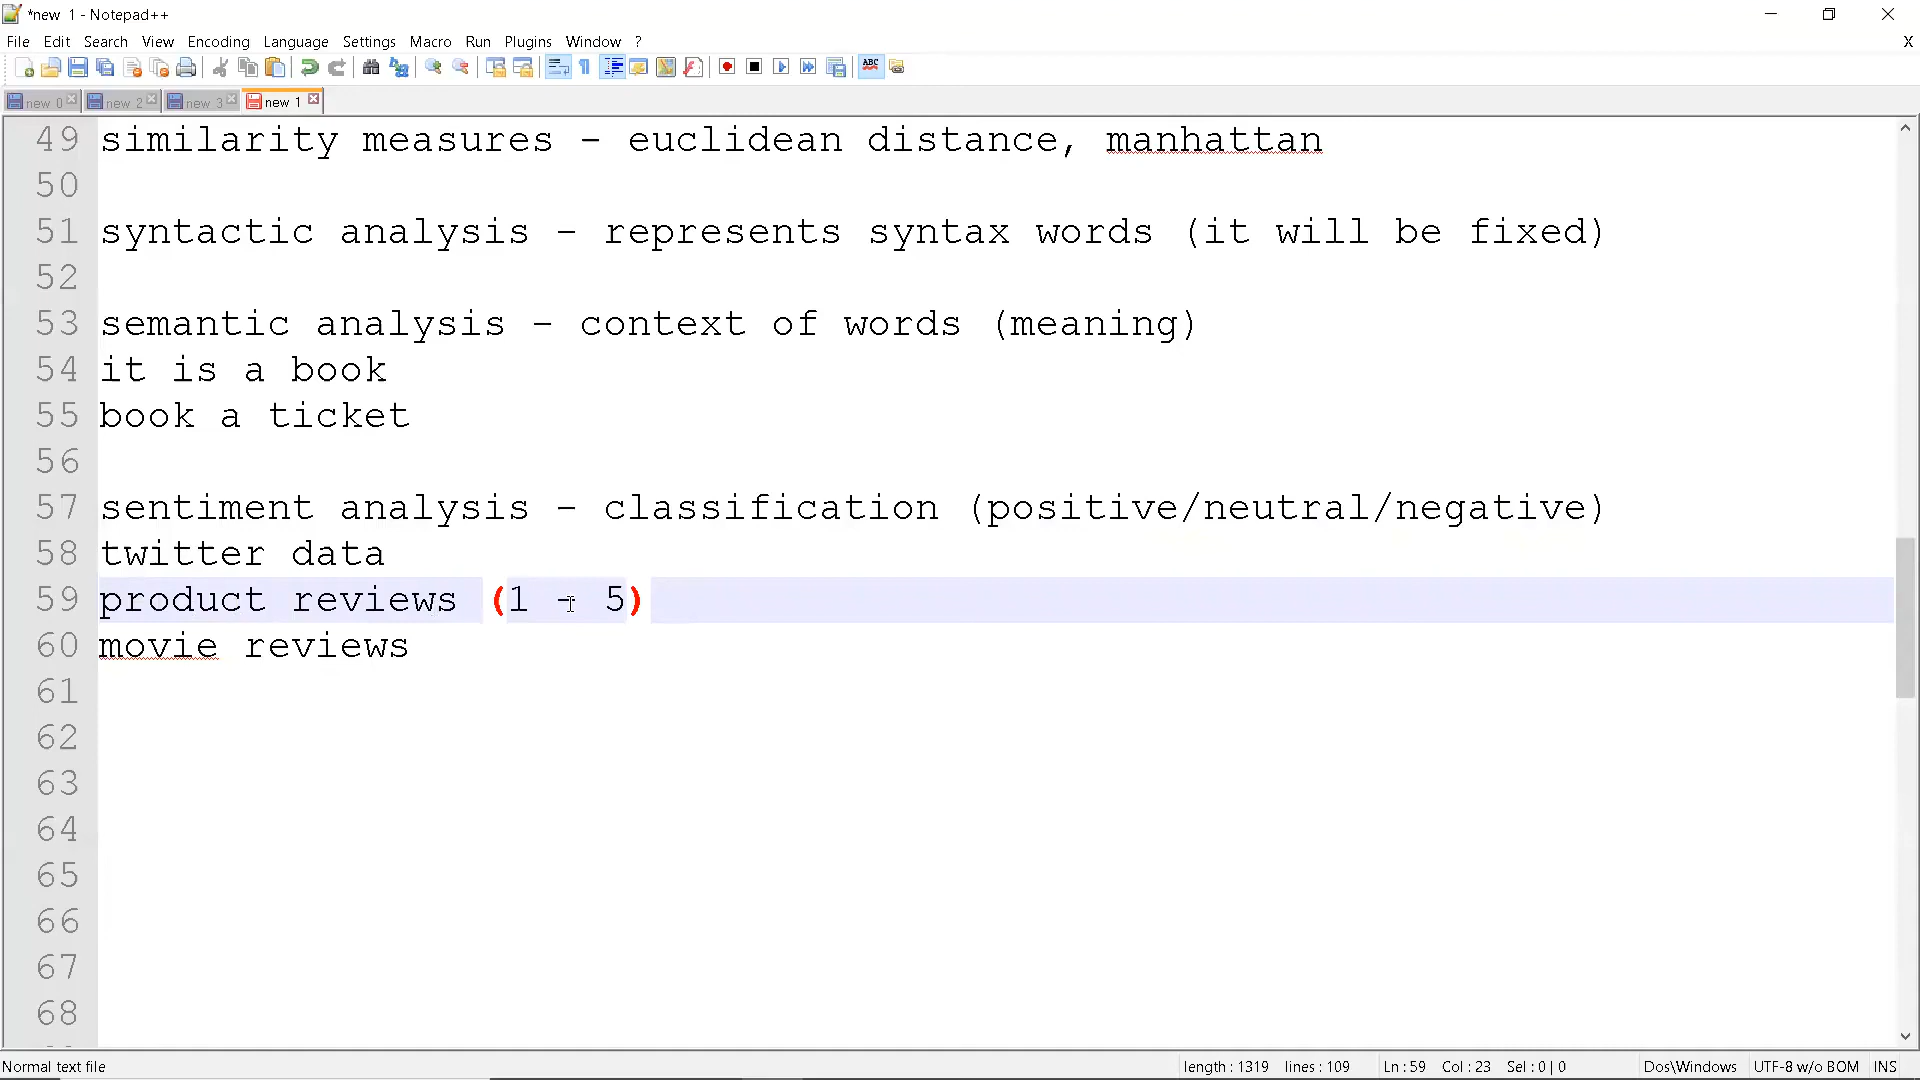 *new 1 - Notepad++
File Edit Search View Encoding Language Settings Macro Run Plugins Window ?
X
ABC
new 0 new 2 new 3 new 1
49 similarity measures - euclidean distance, manhattan
50
51 syntactic analysis - represents syntax words (it will be fixed)
52
53 semantic analysis - context of words (meaning)
54 it is a book
55 book a ticket
56
57 sentiment analysis - classification (positive/neutral/negative)
58 twitter data
59 product reviews (1 - 5)
60 movie reviews
61
62
63
64
65
66
67
68
Normal text file length : 1319 lines : 109 Ln : 59 Col : 23 Sel : 0 | 0 Dos\Windows UTF-8 w/o BOM INS